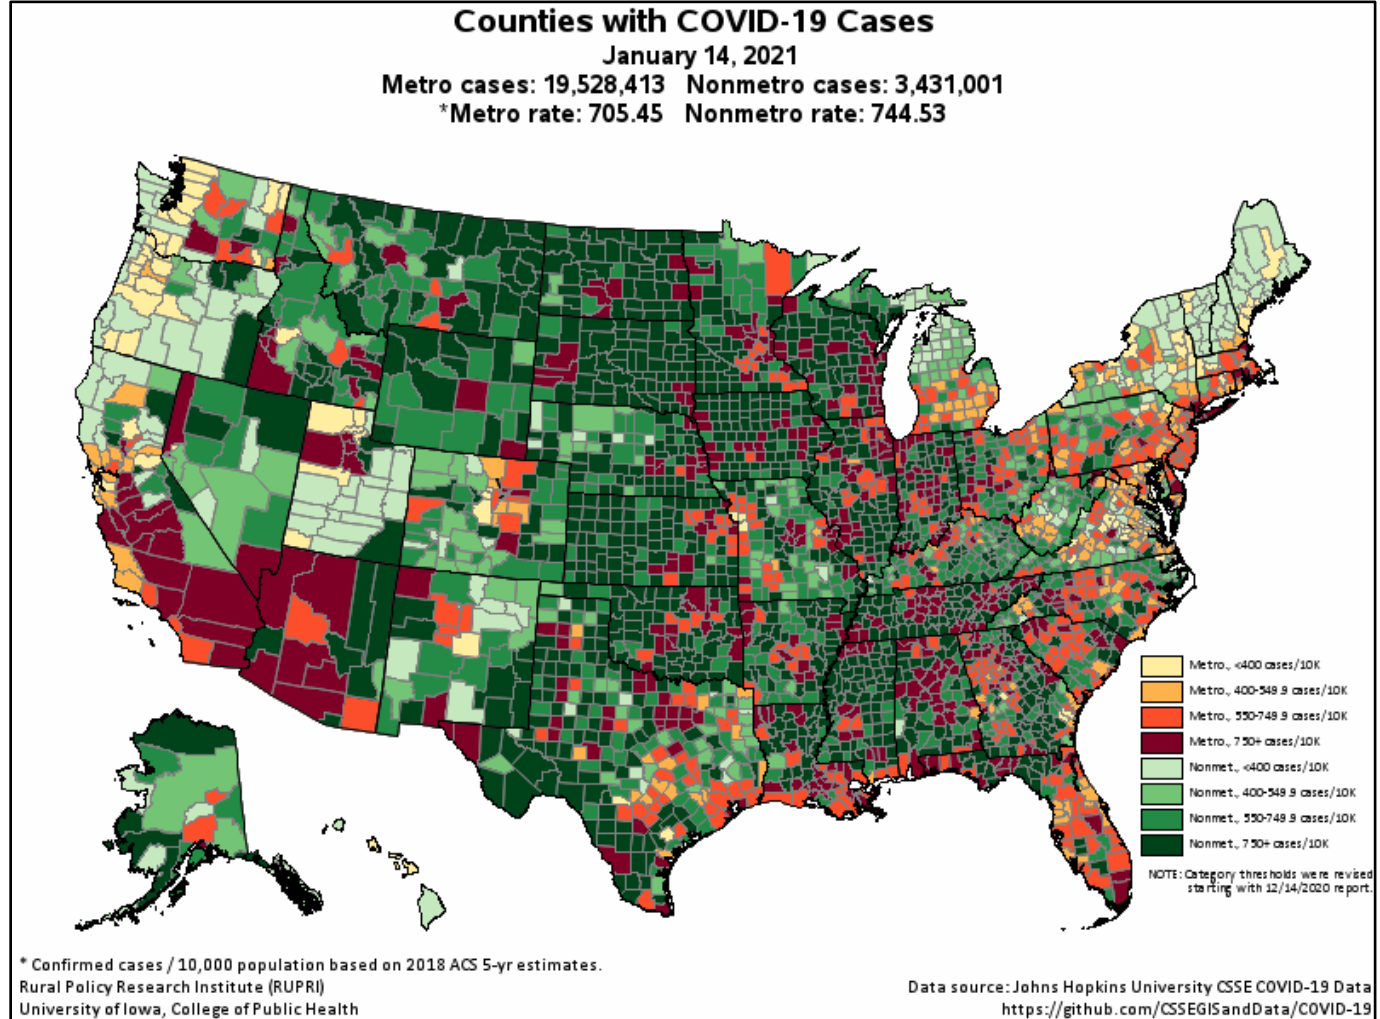 Counties with COVID-19 Cases
January 14, 2021
Metro cases: 19,528,413 Nonmetro cases: 3,431,001
*Metro rate: 705.45 Nonmetro rate: 744.53
Metro., <400 cases/10K
Metro., 400-549.9 cases/10K
Metro., 550-749.9 cases/10K
Metro., 750+ cases/10K
Nonmet., <400 cases/10K
Nonmet., 400-549.9 cases/10K
Nonmet., 550-749.9 cases/10K
Nonmet., 750+ cases/10K
NOTE: Category thresholds were revised
starting with 12/14/2020 report.
* Confirmed cases / 10,000 population based on 2018 ACS 5-yr estimates.
Rural Policy Research Institute (RUPRI)
University of Iowa, College of Public Health
Data source: Johns Hopkins University CSSE COVID-19 Data
https://github.com/CSSEGISandData/COVID-19